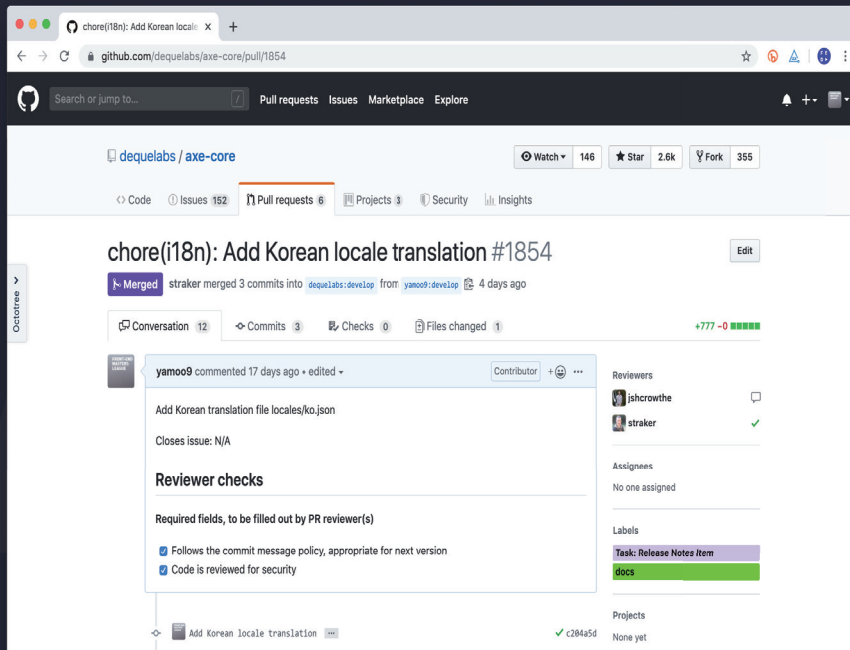 chore(i18n): Add Korean locale
github.com/dequelabs/axe-core/pull/1854
Search or jump to... / Pull requests Issues Marketplace Explore
dequelabs / axe-core Watch 146 Star 2.6k Fork 355
Code Issues 152 Pull requests 6 Projects 3 Security Insights
chore(i18n): Add Korean locale translation #1854 Edit
Merged straker merged 3 commits into dequelabs:develop from yamoo9:develop 4 days ago
Octotree
Conversation 12 Commits 3 Checks 0 Files changed 1 +777 −0
yamoo9 commented 17 days ago • edited Contributor
Add Korean translation file locales/ko.json
Closes issue: N/A
Reviewer checks
Required fields, to be filled out by PR reviewer(s)
Follows the commit message policy, appropriate for next version
Code is reviewed for security
Add Korean locale translation ... c204a5d
Reviewers
jshcrowthe
straker
Assignees
No one assigned
Labels
Task: Release Notes Item
docs
Projects
None yet